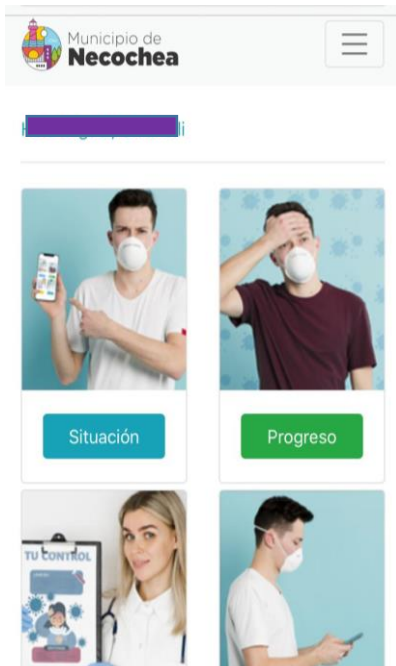 Municipio de
Necochea
Situación
Progreso
TU CONTROL